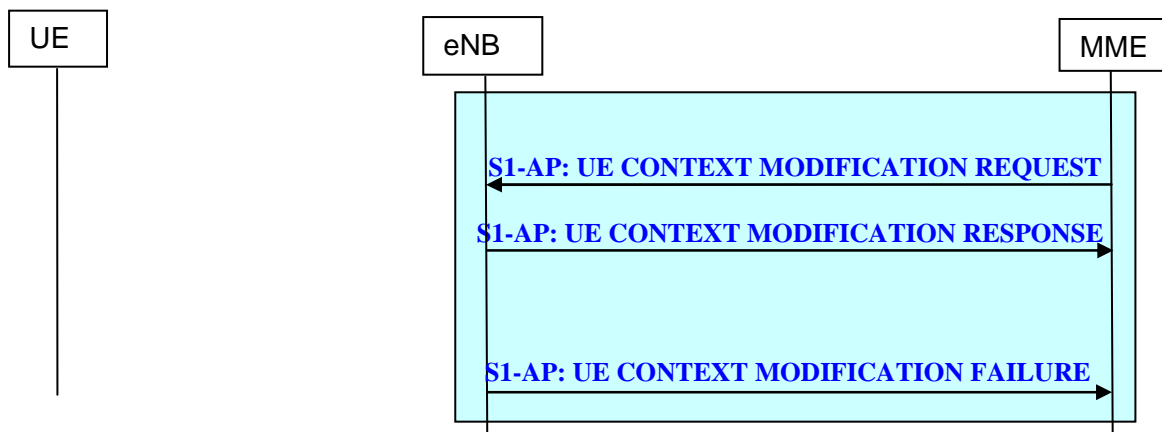 UE
eNB
MME
S1-AP: UE CONTEXT MODIFICATION REQUEST
S1-AP: UE CONTEXT MODIFICATION RESPONSE
S1-AP: UE CONTEXT MODIFICATION FAILURE